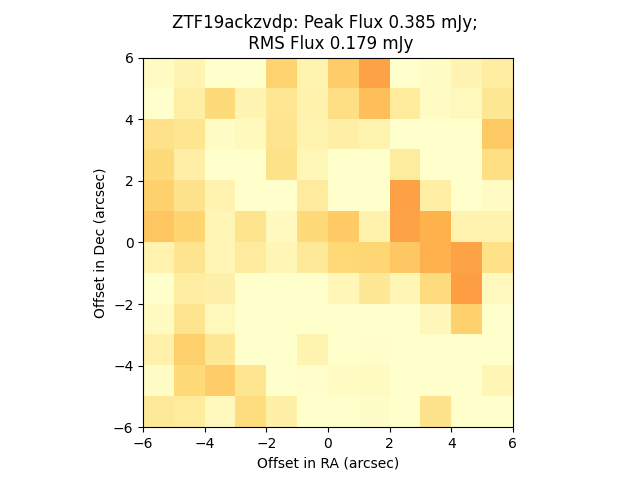 ZTF19ackzvdp: Peak Flux 0.385 mJy;
RMS Flux 0.179 mJy
6
4
2
0
−2
−4
−6
Offset in Dec (arcsec)
−6 −4 −2 0 2 4 6
Offset in RA (arcsec)